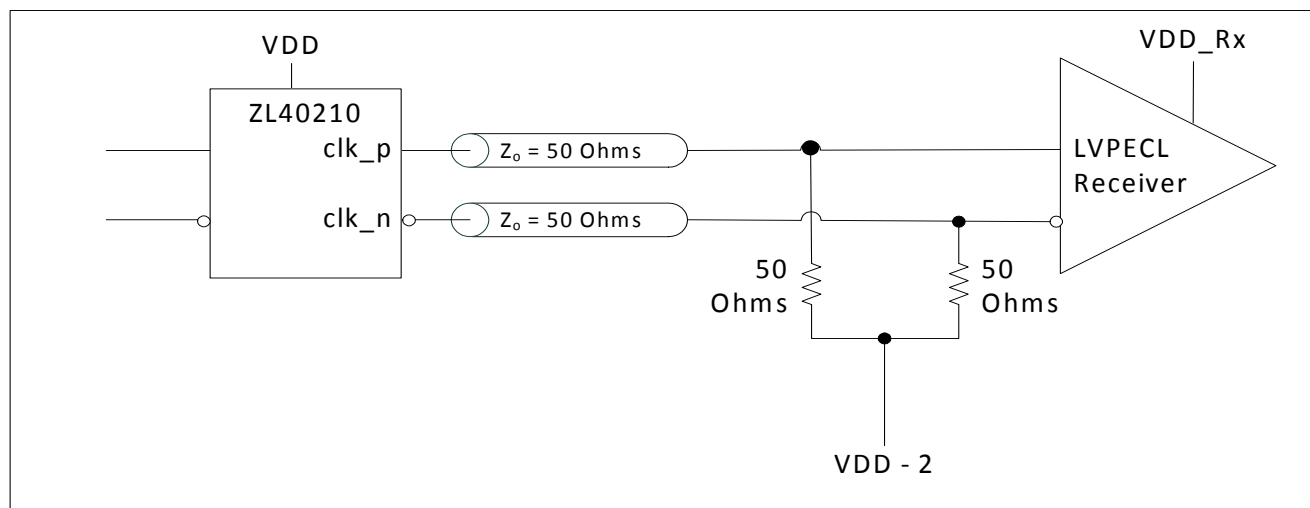 VDD
VDD_Rx
ZL40210
clk_p
Zo = 50 Ohms
LVPECL
Receiver
clk_n
Zo = 50 Ohms
50
Ohms
50
Ohms
VDD - 2